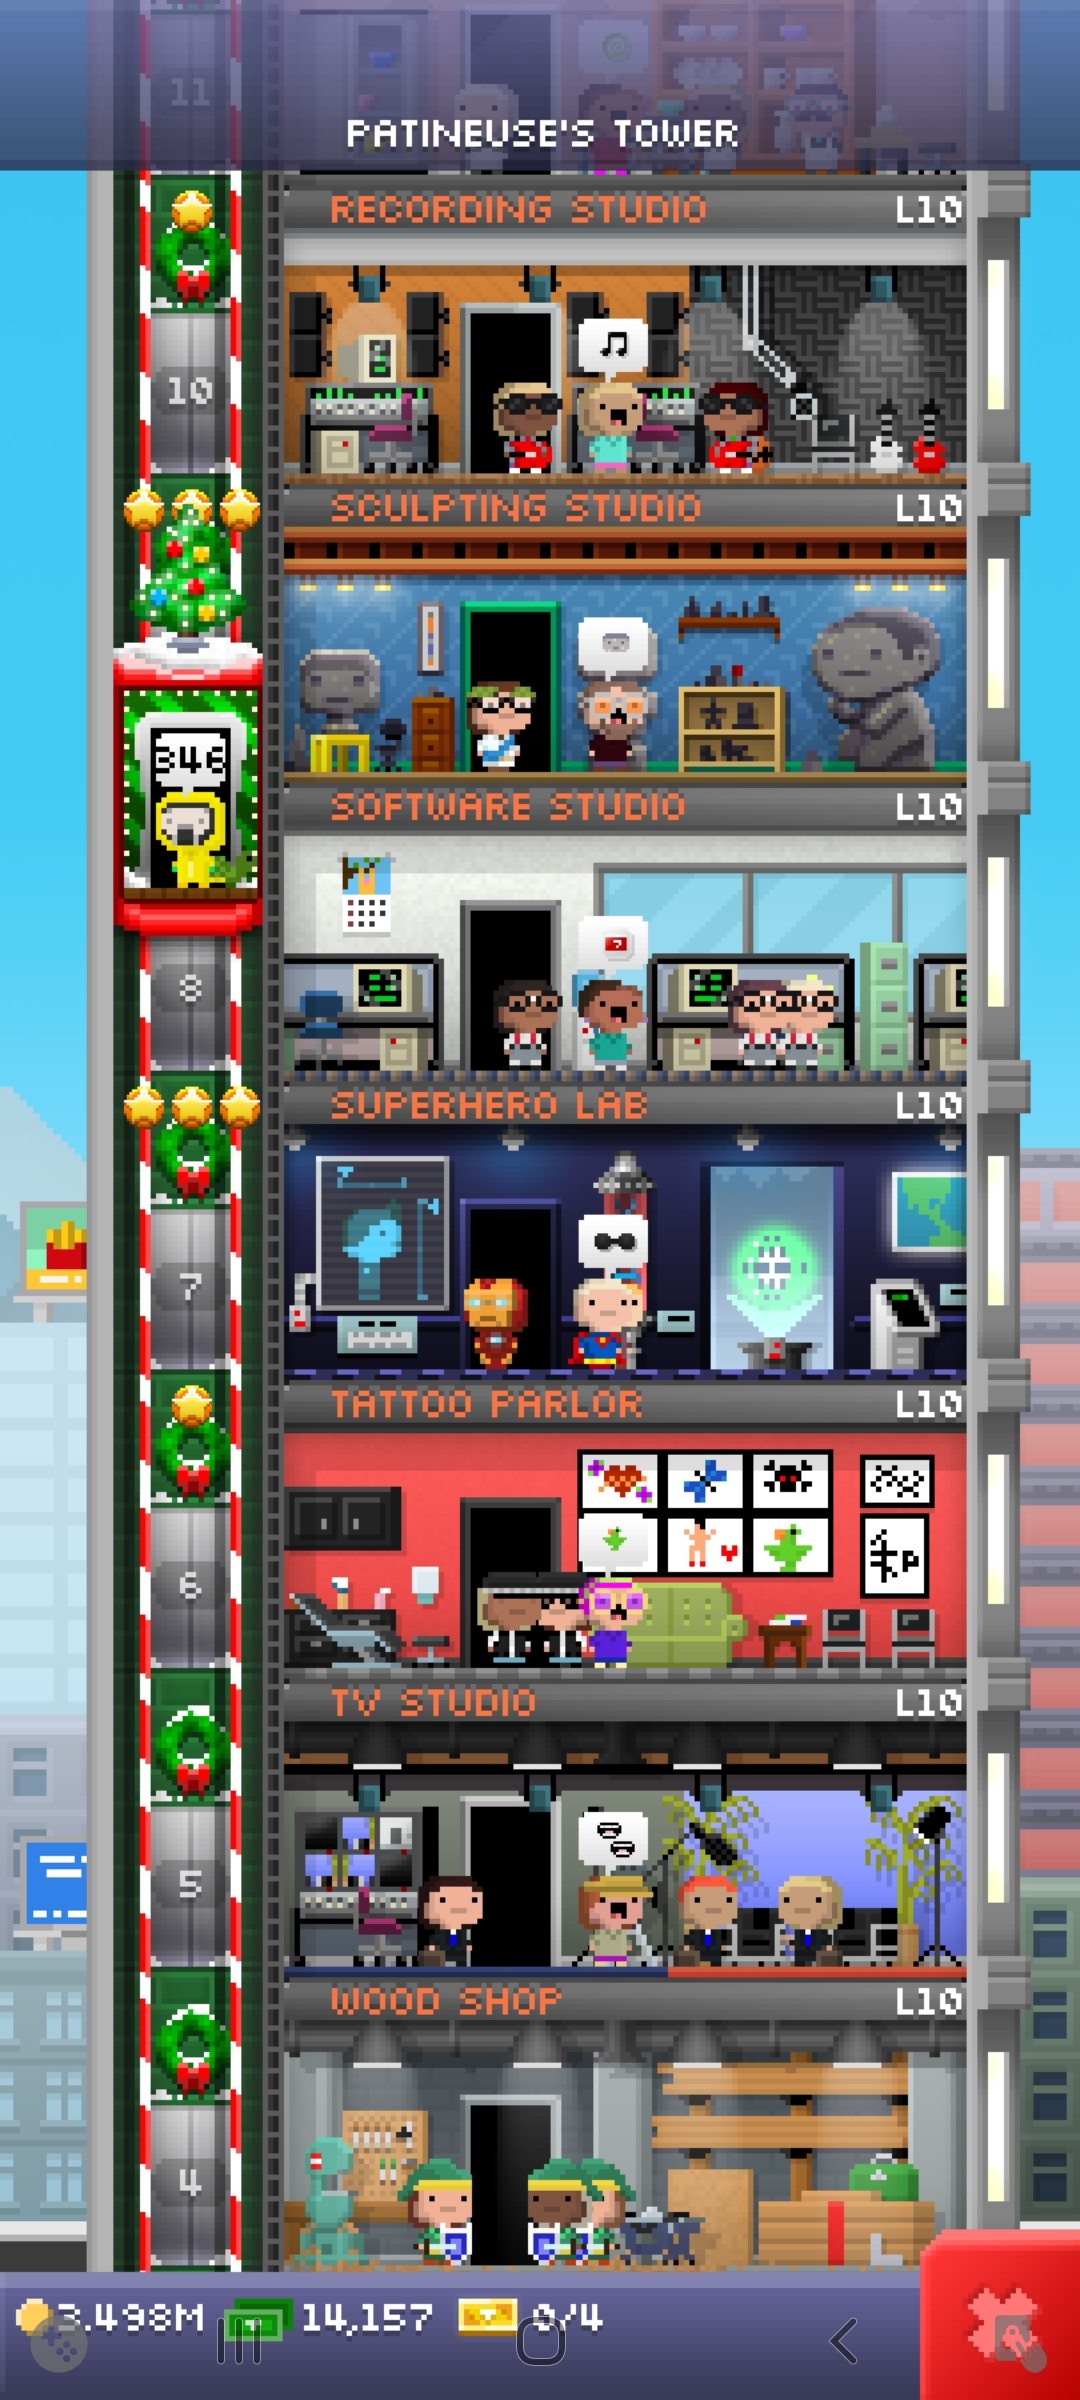 11
PATINEUSE'S TOWER
RECORDING STUDIO L10
10
SCULPTING STUDIO L10
346
SOFTWARE STUDIO L10
8
SUPERHERO LAB L10
7
TATTOO PARLOR L10
6
TV STUDIO L10
5
WOOD SHOP L10
4
3.498M 14,157 0/4